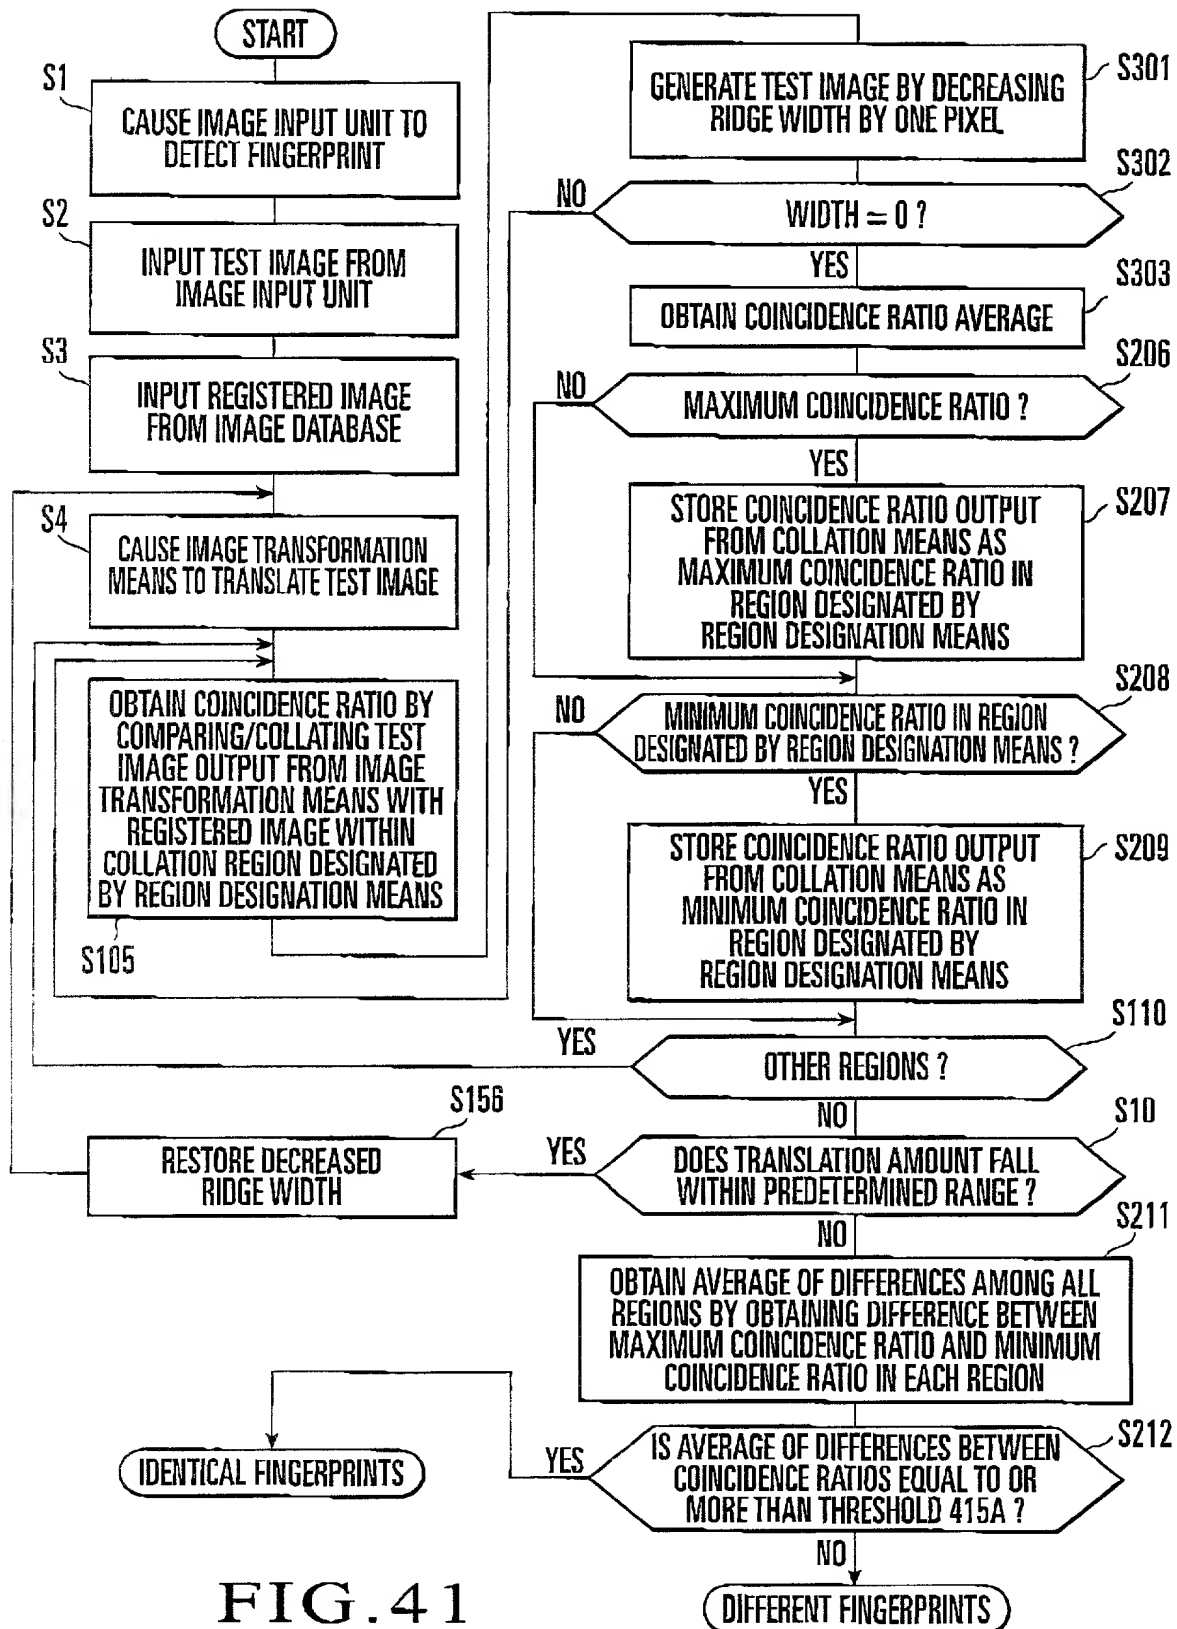 START
S1
CAUSE IMAGE INPUT UNIT TO
DETECT FINGERPRINT
S2
INPUT TEST IMAGE FROM
IMAGE INPUT UNIT
S3
INPUT REGISTERED IMAGE
FROM IMAGE DATABASE
S4
CAUSE IMAGE TRANSFORMATION
MEANS TO TRANSLATE TEST IMAGE
OBTAIN COINCIDENCE RATIO BY
COMPARING/COLLATING TEST
IMAGE OUTPUT FROM IMAGE
TRANSFORMATION MEANS WITH
REGISTERED IMAGE WITHIN
COLLATION REGION DESIGNATED
BY REGION DESIGNATION MEANS
S105
S301
GENERATE TEST IMAGE BY DECREASING
RIDGE WIDTH BY ONE PIXEL
S302
NO
WIDTH = 0 ?
YES
S303
OBTAIN COINCIDENCE RATIO AVERAGE
S206
NO
MAXIMUM COINCIDENCE RATIO ?
YES
S207
STORE COINCIDENCE RATIO OUTPUT
FROM COLLATION MEANS AS
MAXIMUM COINCIDENCE RATIO IN
REGION DESIGNATED BY
REGION DESIGNATION MEANS
S208
NO
MINIMUM COINCIDENCE RATIO IN REGION
DESIGNATED BY REGION DESIGNATION MEANS ?
YES
S209
STORE COINCIDENCE RATIO OUTPUT
FROM COLLATION MEANS AS
MINIMUM COINCIDENCE RATIO IN
REGION DESIGNATED BY
REGION DESIGNATION MEANS
S110
YES
OTHER REGIONS ?
NO
S10
YES
DOES TRANSLATION AMOUNT FALL
WITHIN PREDETERMINED RANGE ?
S156
RESTORE DECREASED
RIDGE WIDTH
NO
S211
OBTAIN AVERAGE OF DIFFERENCES AMONG ALL
REGIONS BY OBTAINING DIFFERENCE BETWEEN
MAXIMUM COINCIDENCE RATIO AND MINIMUM
COINCIDENCE RATIO IN EACH REGION
S212
YES
IS AVERAGE OF DIFFERENCES BETWEEN
COINCIDENCE RATIOS EQUAL TO OR
MORE THAN THRESHOLD 415A ?
IDENTICAL FINGERPRINTS
NO
DIFFERENT FINGERPRINTS
FIG.41